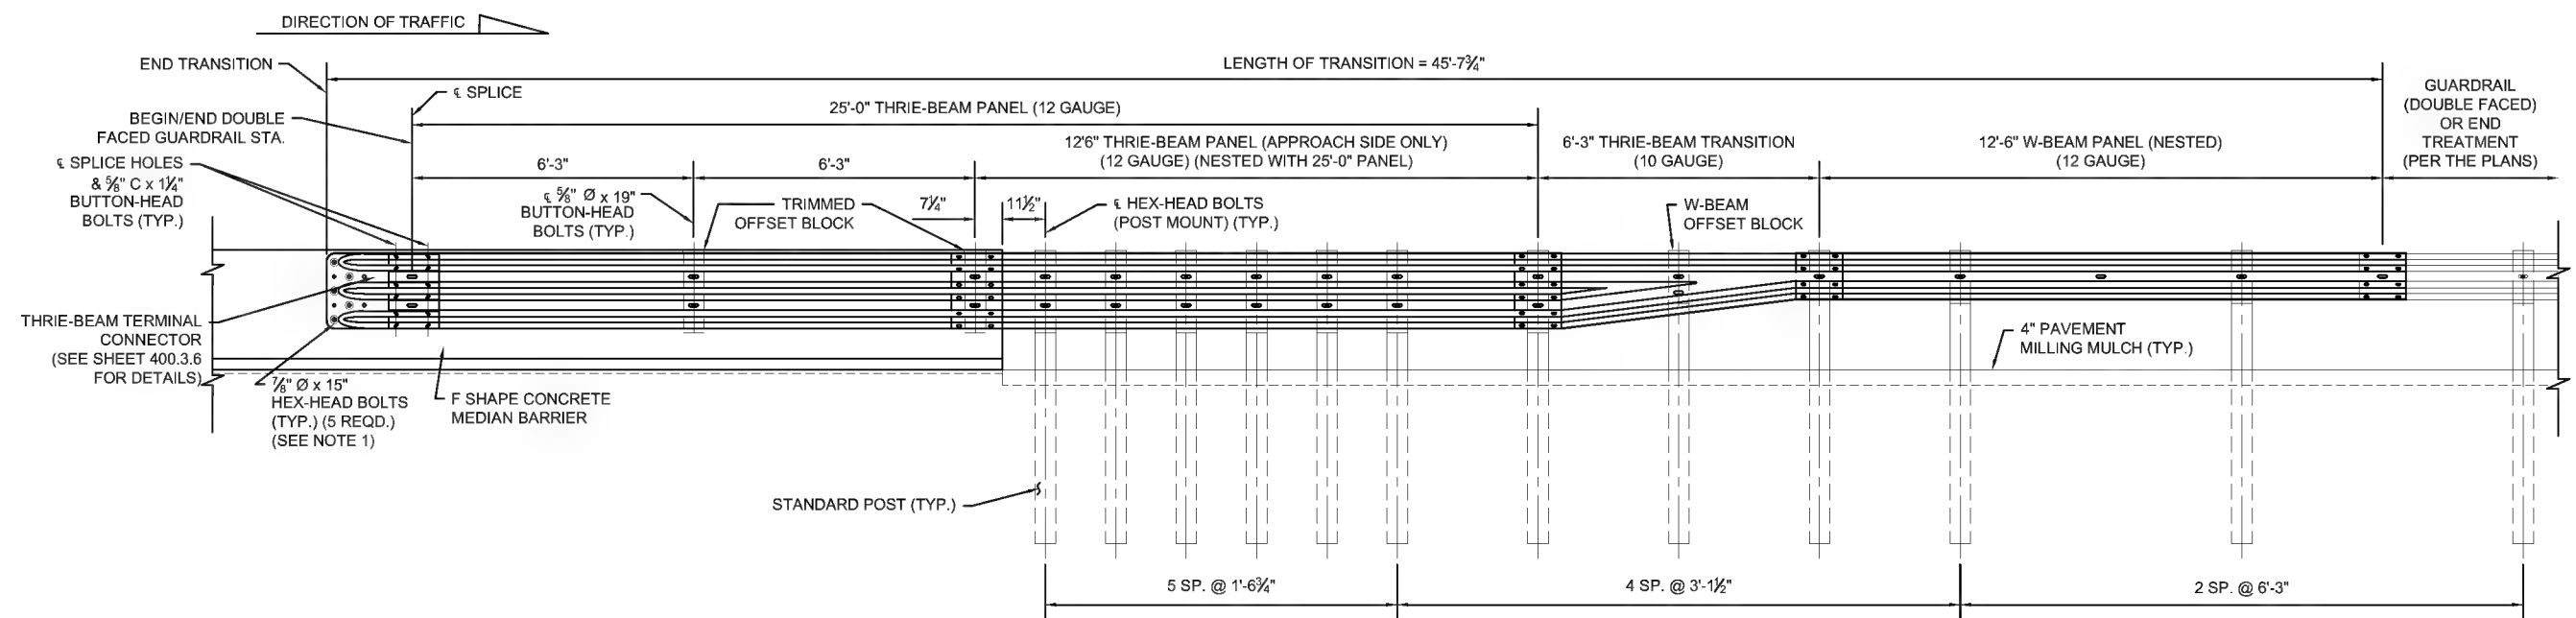 DIRECTION OF TRAFFIC
END TRANSITION
LENGTH OF TRANSITION = 45'-7¾"
℄ SPLICE
25'-0" THRIE-BEAM PANEL (12 GAUGE)
BEGIN/END DOUBLE
FACED GUARDRAIL STA.
GUARDRAIL
(DOUBLE FACED)
OR END
TREATMENT
(PER THE PLANS)
12'6" THRIE-BEAM PANEL (APPROACH SIDE ONLY)
(12 GAUGE) (NESTED WITH 25'-0" PANEL)
6'-3" THRIE-BEAM TRANSITION
(10 GAUGE)
12'-6" W-BEAM PANEL (NESTED)
(12 GAUGE)
℄ SPLICE HOLES
& ⅝" C x 1¼"
BUTTON-HEAD
BOLTS (TYP.)
6'-3"
6'-3"
℄ ⅝" Ø x 19"
BUTTON-HEAD
BOLTS (TYP.)
TRIMMED
OFFSET BLOCK
7¼"
11½"
℄ HEX-HEAD BOLTS
(POST MOUNT) (TYP.)
W-BEAM
OFFSET BLOCK
THRIE-BEAM TERMINAL
CONNECTOR
(SEE SHEET 400.3.6
FOR DETAILS)
⅞" Ø x 15"
HEX-HEAD BOLTS
(TYP.) (5 REQD.)
(SEE NOTE 1)
F SHAPE CONCRETE
MEDIAN BARRIER
4" PAVEMENT
MILLING MULCH (TYP.)
STANDARD POST (TYP.)
5 SP. @ 1'-6¾"
4 SP. @ 3'-1½"
2 SP. @ 6'-3"